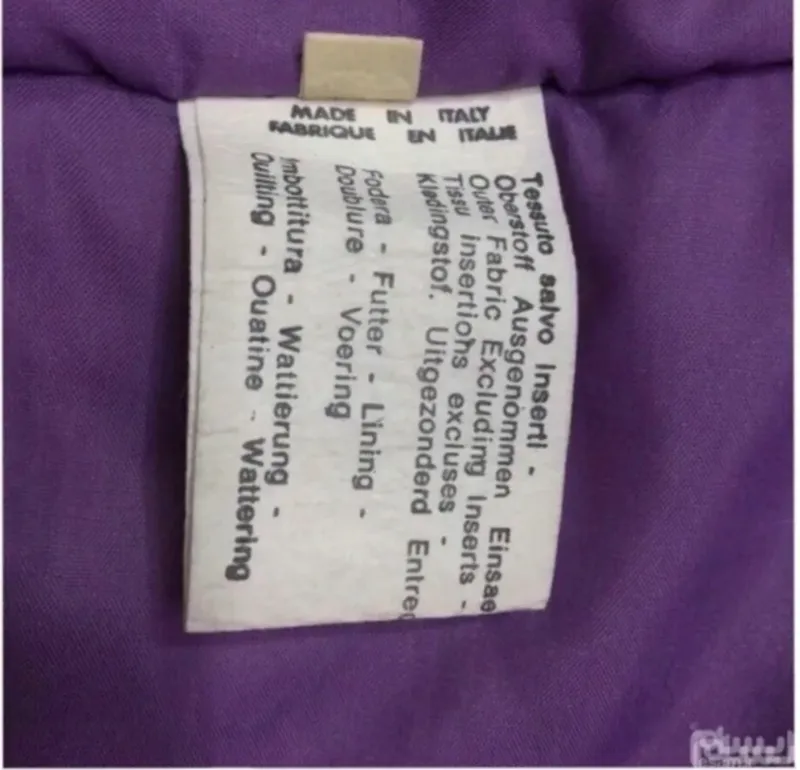 MADE IN ITALY
FABRIQUE EN ITALIE
Tessuto salvo Inserti -
Oberstoff Ausgenommen Einsae
Outer Fabric Excluding Inserts -
Tissu Insertions excluses -
Kledingstof. Uitgezonderd Entre
Fodera - Futter - Lining -
Doublure - Voering
Imbottitura - Wattierung -
Quilting - Ouatine - Wattering